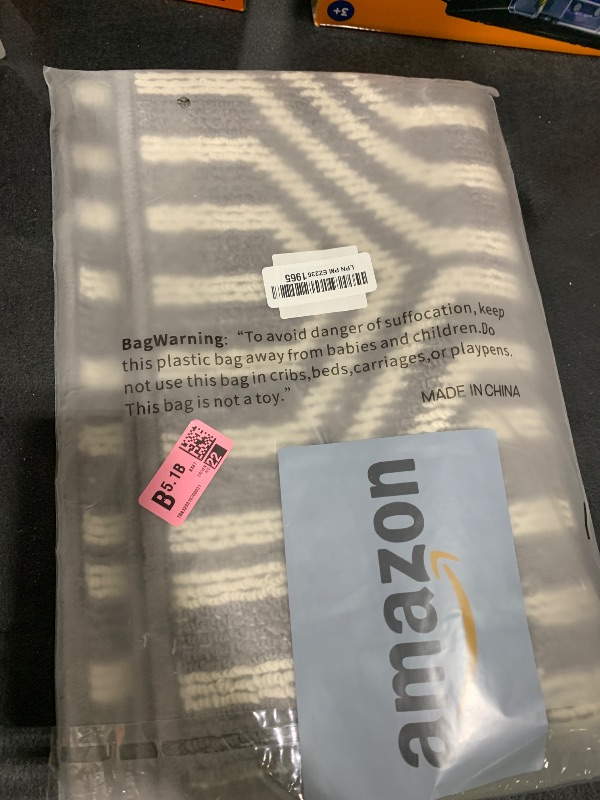 3+
LPN PM E2236 1965
BagWarning: “To avoid danger of suffocation, keep
this plastic bag away from babies and children.Do
not use this bag in cribs,beds,carriages,or playpens.
This bag is not a toy.”
MADE IN CHINA
B5.1B
22
amazon